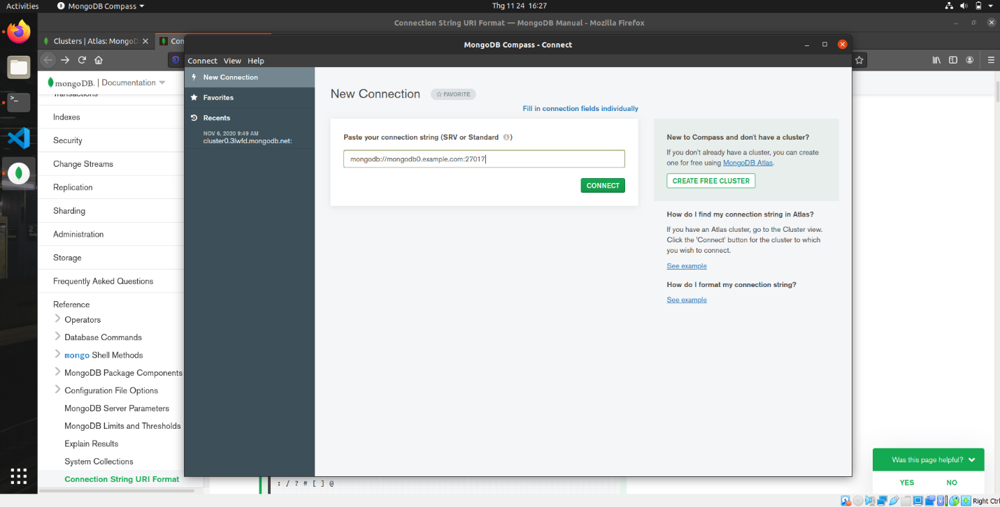 Activities
MongoDB Compass
Thg 11 24 16:27
Connection String URI Format — MongoDB Manual - Mozilla Firefox
Clusters | Atlas: MongoD
Con
MongoDB Compass - Connect
Connect View Help
mongoDB. | Documentation
Transactions
Indexes
Security
Change Streams
Replication
Sharding
Administration
Storage
Frequently Asked Questions
Reference
Operators
Database Commands
mongo Shell Methods
MongoDB Package Components
Configuration File Options
MongoDB Server Parameters
MongoDB Limits and Thresholds
Explain Results
System Collections
Connection String URI Format
New Connection
Favorites
Recents
NOV 6, 2020 9:49 AM
cluster0.3lwfd.mongodb.net:
New Connection
FAVORITE
Fill in connection fields individually
Paste your connection string (SRV or Standard )
mongodb://mongodb0.example.com:27017
CONNECT
New to Compass and don't have a cluster?
If you don't already have a cluster, you can create
one for free using MongoDB Atlas.
CREATE FREE CLUSTER
How do I find my connection string in Atlas?
If you have an Atlas cluster, go to the Cluster view.
Click the 'Connect' button for the cluster to which
you wish to connect.
See example
How do I format my connection string?
See example
: / ? # [ ] @
Was this page helpful?
YES
NO
Right Ctrl